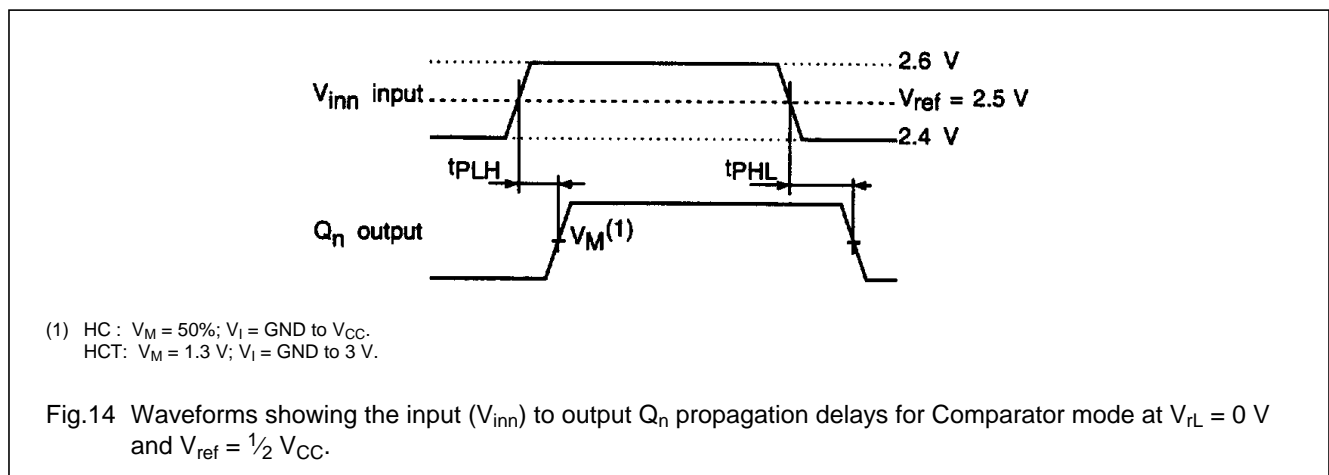 2.6 V
V_inn input
V_ref = 2.5 V
2.4 V
t_PLH
t_PHL
Q_n output
V_M(1)
(1) HC : V_M = 50%; V_I = GND to V_CC.
HCT: V_M = 1.3 V; V_I = GND to 3 V.
Fig.14 Waveforms showing the input (V_inn) to output Q_n propagation delays for Comparator mode at V_rL = 0 V
and V_ref = ½ V_CC.